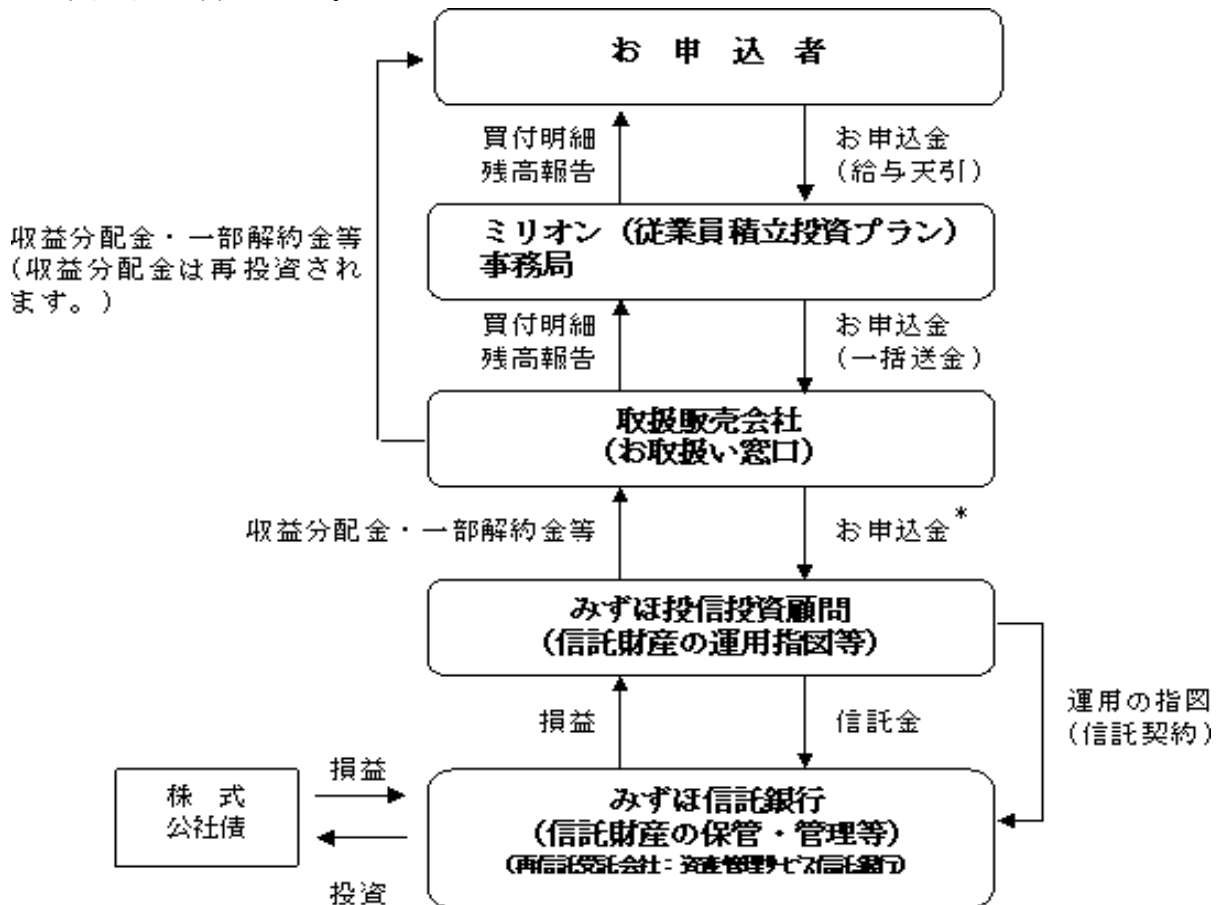 お 申 込 者
買付明細
残高報告
お申込金
(給与天引)
収益分配金・一部解約金等
(収益分配金は再投資され
ます。)
ミリオン (従業員積立投資プラン)
事務局
買付明細
残高報告
お申込金
(一括送金)
取扱販売会社
(お取扱い窓口)
収益分配金・一部解約金等
お申込金*
みずほ投信投資顧問
(信託財産の運用指図等)
損益
信託金
運用の指図
(信託契約)
株 式
公社債
損益
投資
みずほ信託銀行
(信託財産の保管・管理等)
(再信託受託会社：資産管理サービス信託銀行)